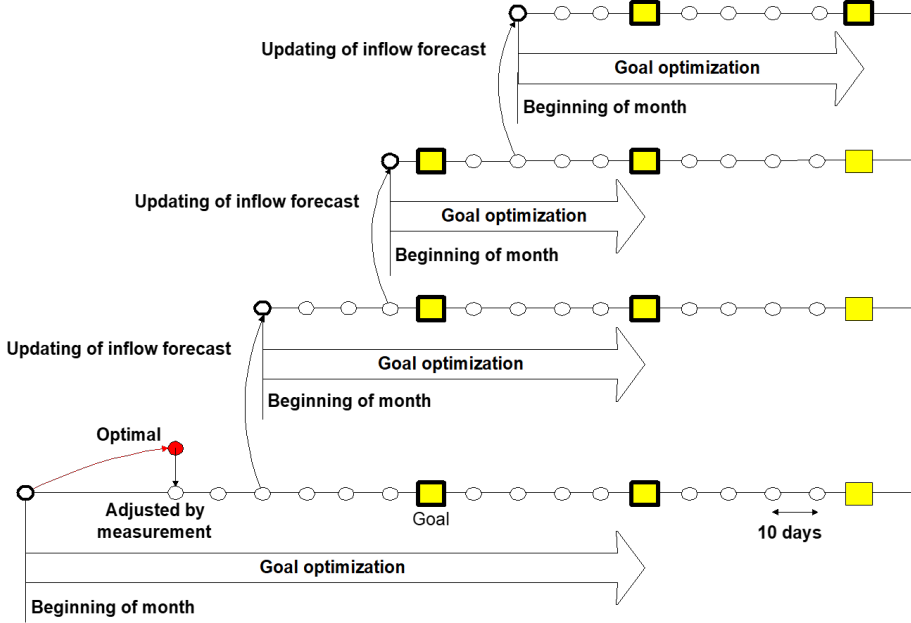 Updating of inflow forecast
Goal optimization
Beginning of month
Updating of inflow forecast
Goal optimization
Beginning of month
Updating of inflow forecast
Goal optimization
Beginning of month
Optimal
Adjusted by
measurement
Goal
10 days
Goal optimization
Beginning of month